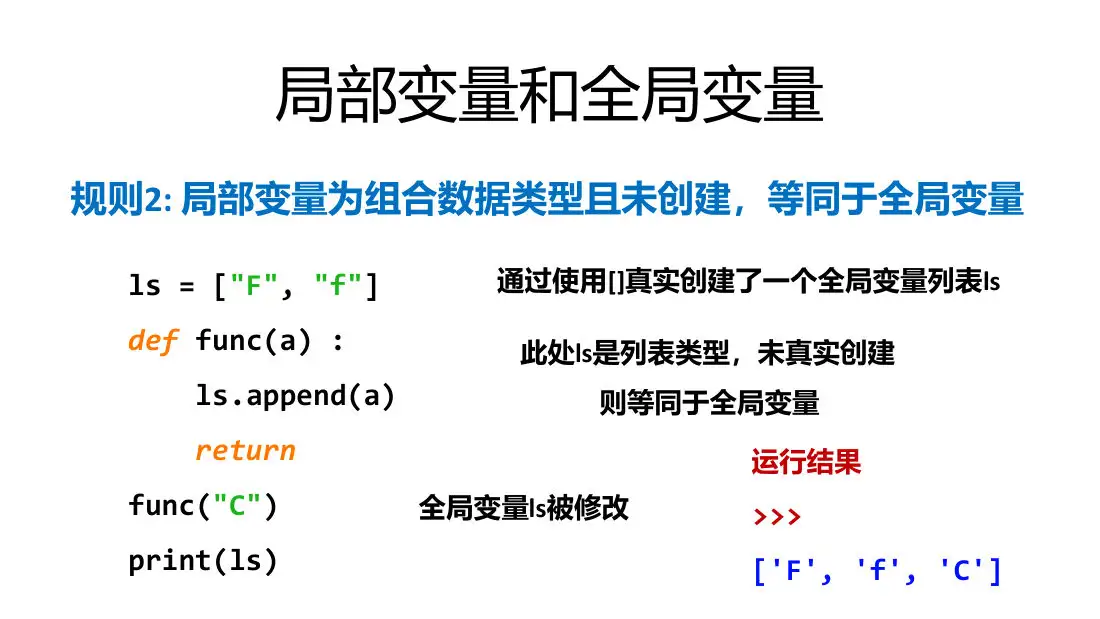 局部变量和全局变量
规则2: 局部变量为组合数据类型且未创建，等同于全局变量
ls = ["F", "f"]
通过使用[]真实创建了一个全局变量列表ls
def func(a) :
此处ls是列表类型，未真实创建
ls.append(a)
则等同于全局变量
return
运行结果
func("C")
全局变量ls被修改
>>>
print(ls)
['F', 'f', 'C']